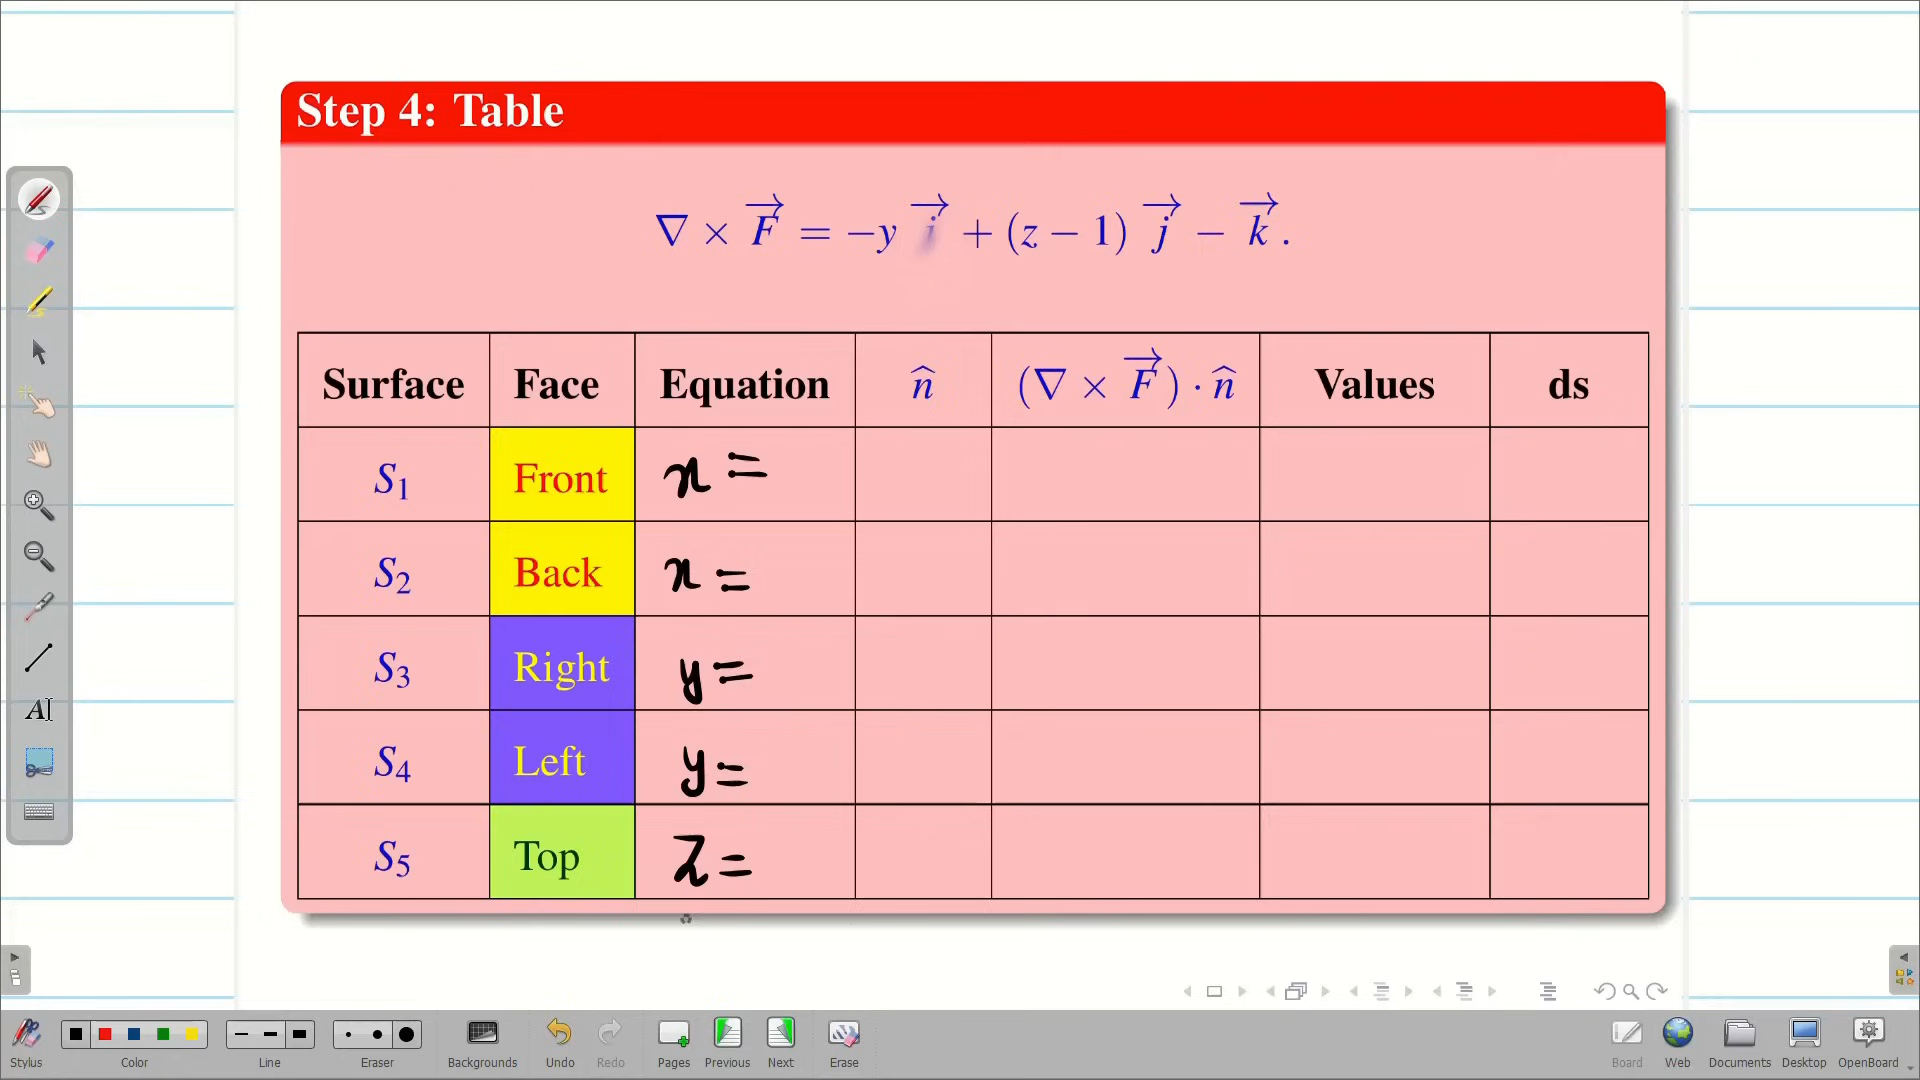 Step 4: Table
∇ × F⃗ = −y i⃗ + (z − 1) j⃗ − k⃗ .
Surface Face Equation n̂ (∇ × F⃗ ) · n̂ Values ds
S₁ Front x =
S₂ Back x =
S₃ Right y =
S₄ Left y =
S₅ Top z =
Stylus Color Line Eraser Backgrounds Undo Redo Pages Previous Next Erase Board Web Documents Desktop OpenBoard